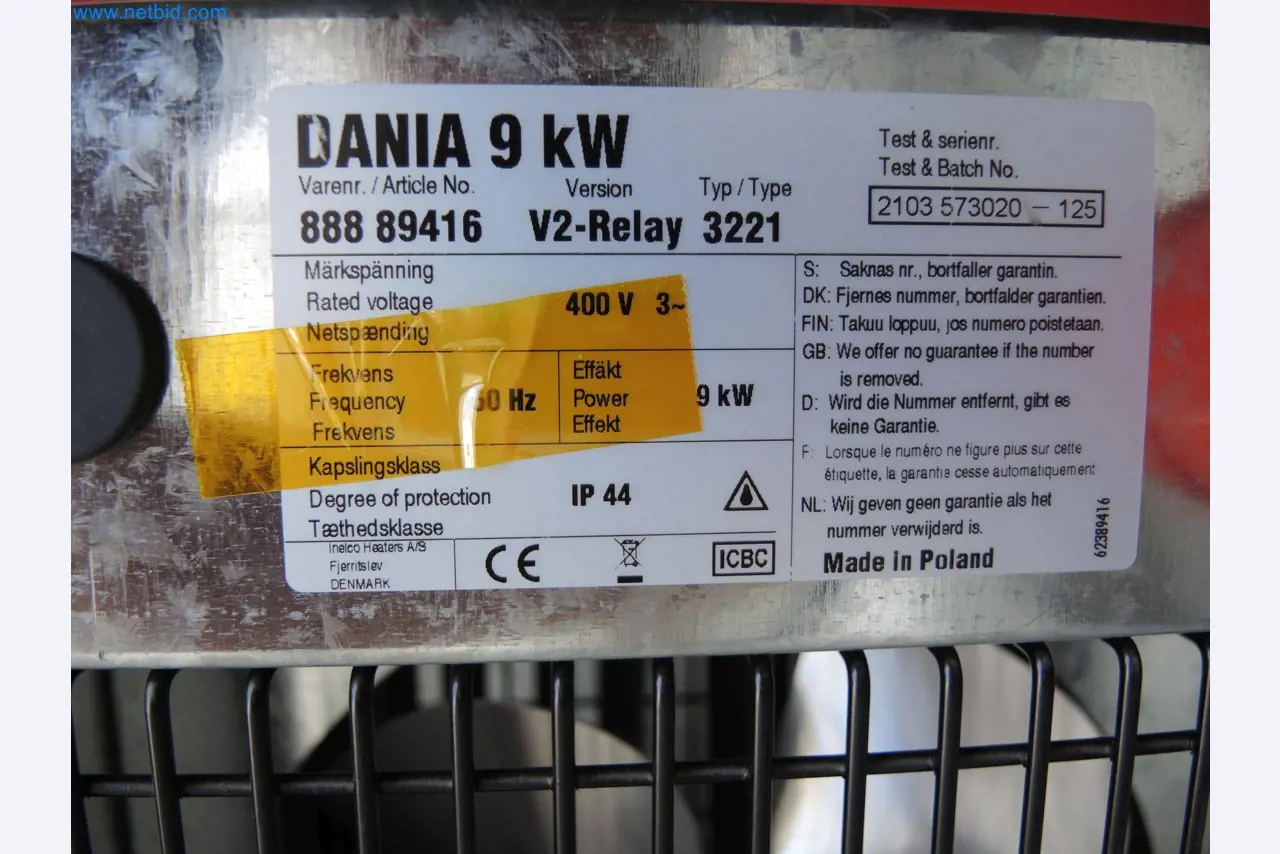 www.netbid.com
DANIA 9 kW
Varenr. / Article No.
Version
Typ / Type
888 89416
V2-Relay
3221
Test & serienr.
Test & Batch No.
2103 573020 – 125
Märkspänning
Rated voltage
Netspænding
400 V 3~
Frekvens
Frequency
Frekvens
Hz
Effäkt
Power
Effekt
9 kW
Kapslingsklass
Degree of protection
Tæthedsklasse
IP 44
Inelco Heaters A/S
Fjerritslev
DENMARK
CE
ICBC
S: Saknas nr., bortfaller garantin.
DK: Fjernes nummer, bortfalder garantien.
FIN: Takuu loppuu, jos numero poistetaan.
GB: We offer no guarantee if the number
is removed.
D: Wird die Nummer entfernt, gibt es
keine Garantie.
F: Lorsque le numéro ne figure plus sur cette
étiquette, la garantie cesse automatiquement
NL: Wij geven geen garantie als het
nummer verwijderd is.
Made in Poland
62389416